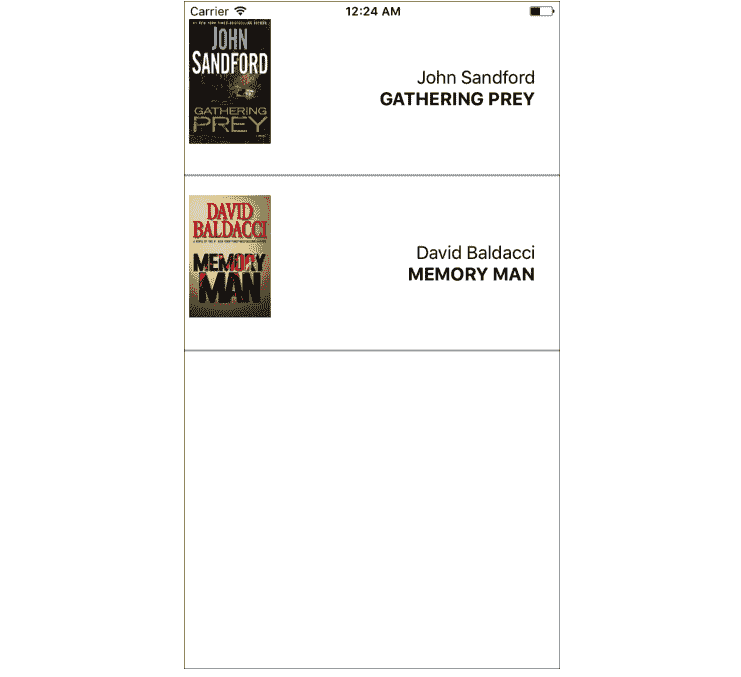 Carrier
12:24 AM
JOHN
SANDFORD
GATHERING
PREY
John Sandford
GATHERING PREY
DAVID
BALDACCI
MEMORY
MAN
David Baldacci
MEMORY MAN